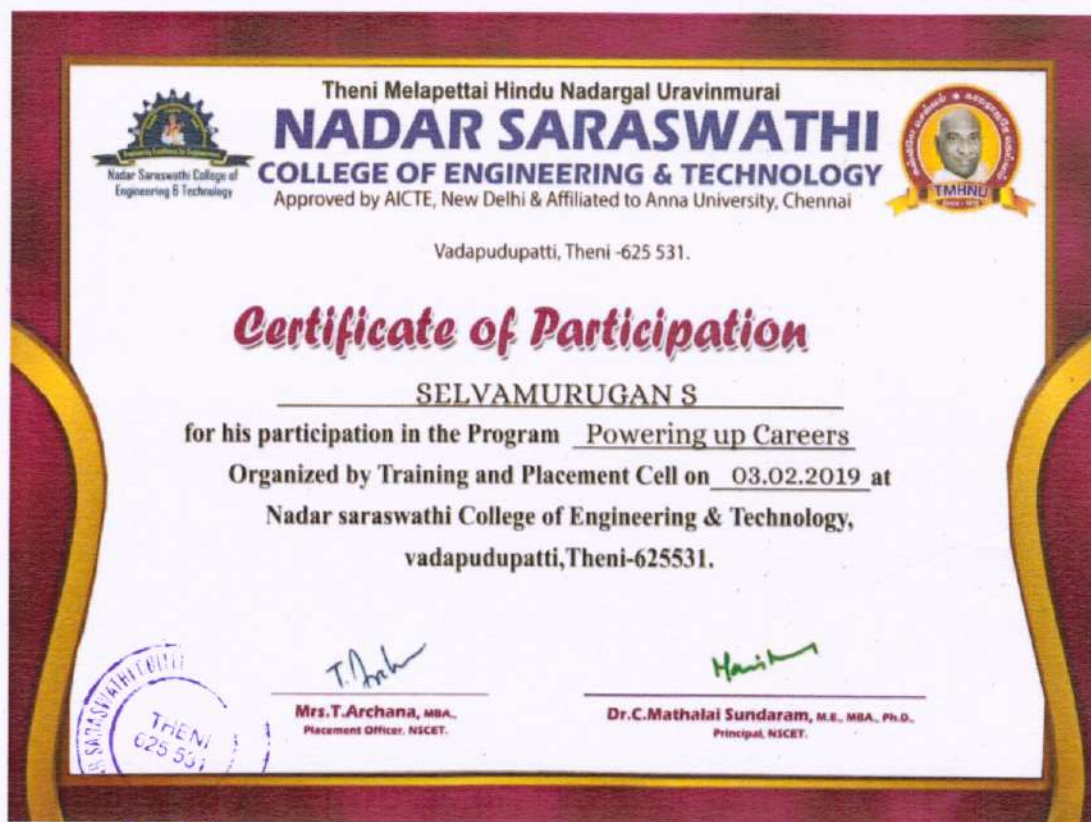 Theni Melapettai Hindu Nadargal Uravinmurai
NADAR SARASWATHI
COLLEGE OF ENGINEERING & TECHNOLOGY
Approved by AICTE, New Delhi & Affiliated to Anna University, Chennai
Nadar Saraswathi College of
Engineering & Technology
TMHNU
Vadapudupatti, Theni -625 531.
Certificate of Participation
SELVAMURUGAN S
for his participation in the Program Powering up Careers
Organized by Training and Placement Cell on 03.02.2019 at
Nadar saraswathi College of Engineering & Technology,
vadapudupatti,Theni-625531.
T. Arch
Mrs.T.Archana, MBA.,
Placement Officer, NSCET.
Dr.C.Mathalai Sundaram, M.E., MBA., Ph.D.,
Principal, NSCET.
THENI
625 531